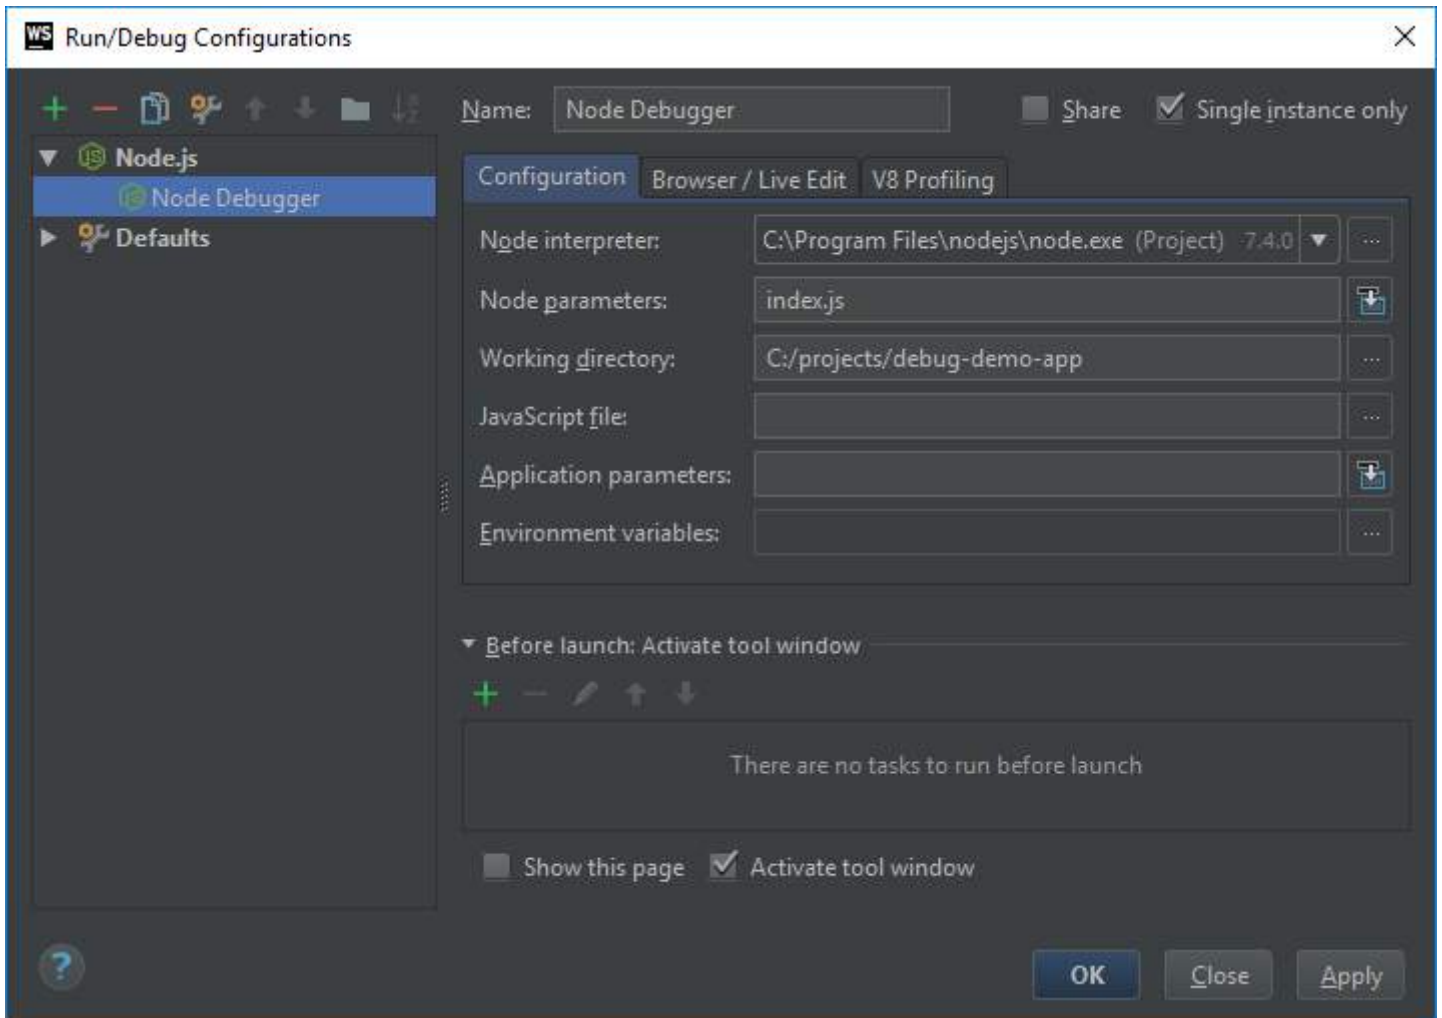 WS Run/Debug Configurations
Name: Node Debugger Share Single instance only
Node.js
Node Debugger
Defaults
Configuration Browser / Live Edit V8 Profiling
Node interpreter: C:\Program Files\nodejs\node.exe (Project) 7.4.0 ...
Node parameters: index.js
Working directory: C:/projects/debug-demo-app ...
JavaScript file: ...
Application parameters:
Environment variables: ...
Before launch: Activate tool window
There are no tasks to run before launch
Show this page Activate tool window
? OK Close Apply